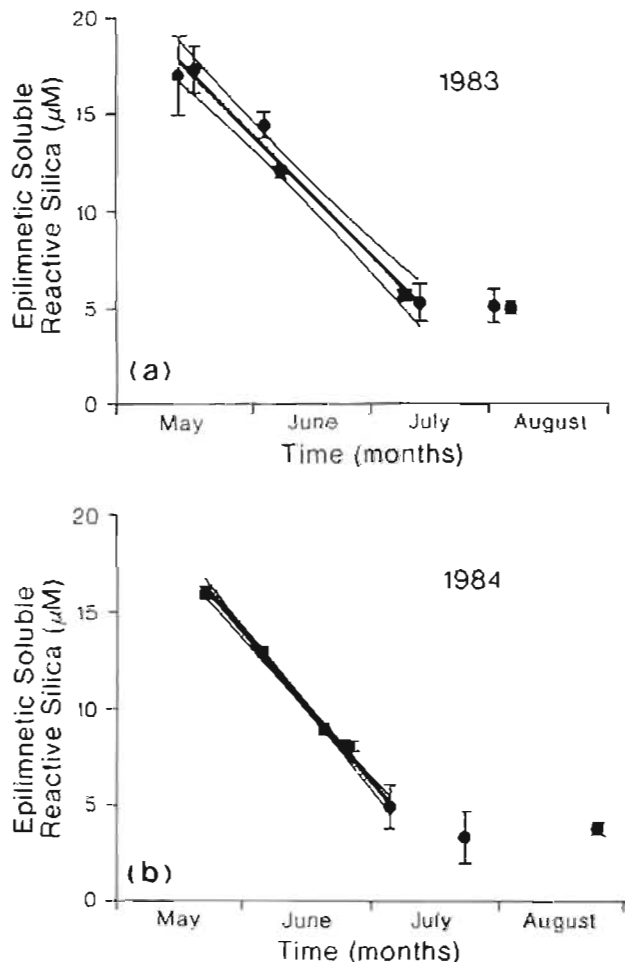 20
15
10
5
0
Epilimnetic Soluble
Reactive Silica (μM)
1983
(a)
May June July August
Time (months)
20
15
10
5
0
Epilimnetic Soluble
Reactive Silica (μM)
1984
(b)
May June July August
Time (months)